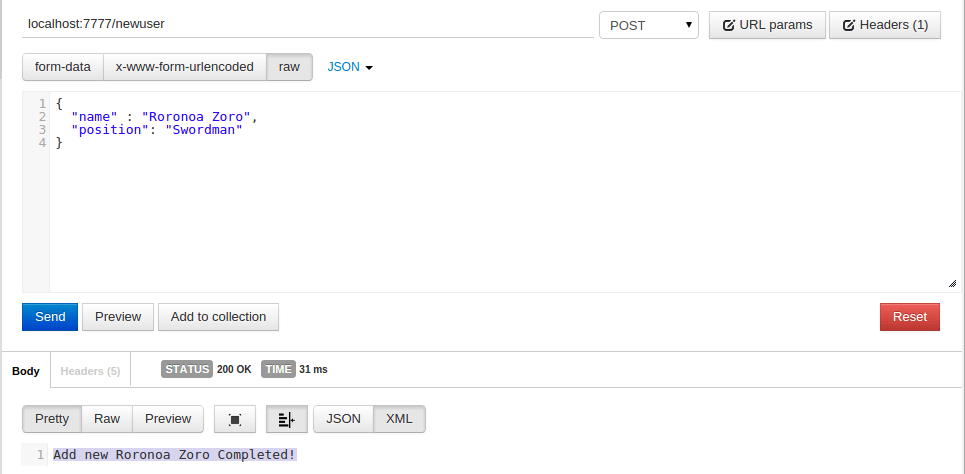 localhost:7777/newuser POST URL params Headers (1)
form-data x-www-form-urlencoded raw JSON
1 {
2 "name" : "Roronoa Zoro",
3 "position": "Swordman"
4 }
Send Preview Add to collection Reset
Body Headers (5) STATUS 200 OK TIME 31 ms
Pretty Raw Preview JSON XML
1 Add new Roronoa Zoro Completed!